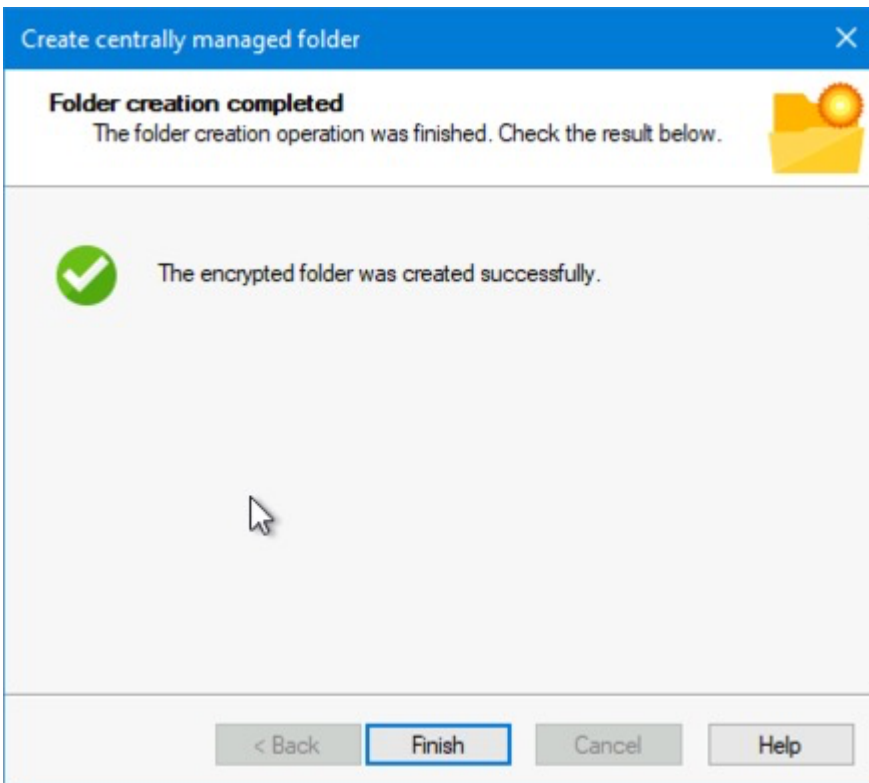 Create centrally managed folder
Folder creation completed
The folder creation operation was finished. Check the result below.
The encrypted folder was created successfully.
< Back Finish Cancel Help